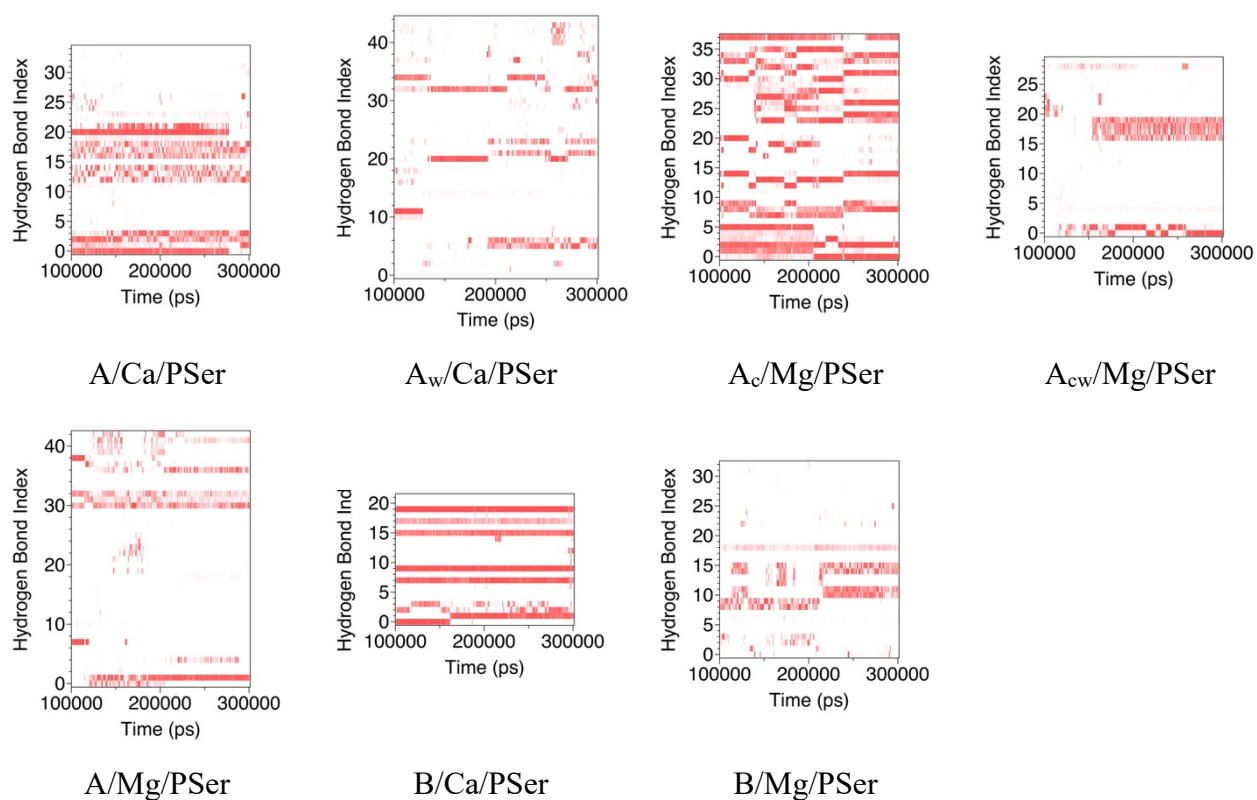 Hydrogen Bond Index
30
25
20
15
10
5
0
100000 200000 300000
Time (ps)
A/Ca/PSer
Hydrogen Bond Index
40
30
20
10
0
100000 200000 300000
Time (ps)
Aw/Ca/PSer
Hydrogen Bond Index
35
30
25
20
15
10
5
0
100000 200000 300000
Time (ps)
Ac/Mg/PSer
Hydrogen Bond Index
25
20
15
10
5
0
100000 200000 300000
Time (ps)
Acw/Mg/PSer
Hydrogen Bond Index
40
30
20
10
0
100000 200000 300000
Time (ps)
A/Mg/PSer
Hydrogen Bond Ind
20
15
10
5
0
100000 200000 300000
Time (ps)
B/Ca/PSer
Hydrogen Bond Index
30
25
20
15
10
5
0
100000 200000 300000
Time (ps)
B/Mg/PSer